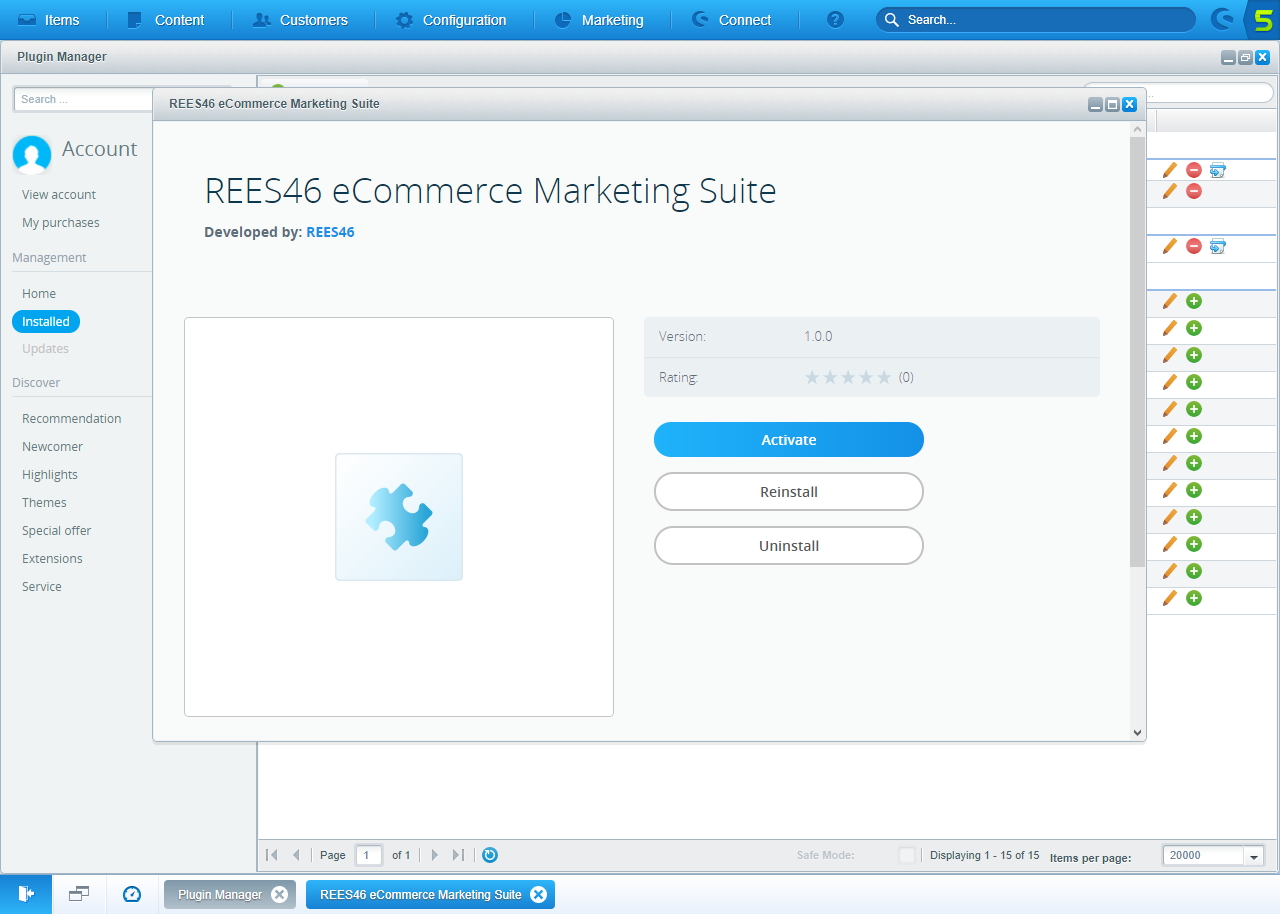 Items Content Customers Configuration Marketing Connect ? Search...
Plugin Manager
Search ...
REES46 eCommerce Marketing Suite
Account
View account
My purchases
Management
Home
Installed
Updates
Discover
Recommendation
Newcomer
Highlights
Themes
Special offer
Extensions
Service
REES46 eCommerce Marketing Suite
Developed by: REES46
Version: 1.0.0
Rating: (0)
Activate
Reinstall
Uninstall
Page 1 of 1 Safe Mode: Displaying 1 - 15 of 15 Items per page: 20000
Plugin Manager REES46 eCommerce Marketing Suite